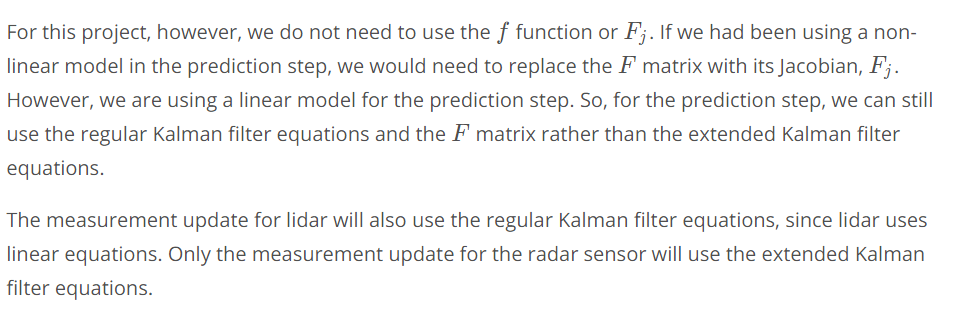 For this project, however, we do not need to use the f function or F_j. If we had been using a non-
linear model in the prediction step, we would need to replace the F matrix with its Jacobian, F_j.
However, we are using a linear model for the prediction step. So, for the prediction step, we can still
use the regular Kalman filter equations and the F matrix rather than the extended Kalman filter
equations.
The measurement update for lidar will also use the regular Kalman filter equations, since lidar uses
linear equations. Only the measurement update for the radar sensor will use the extended Kalman
filter equations.